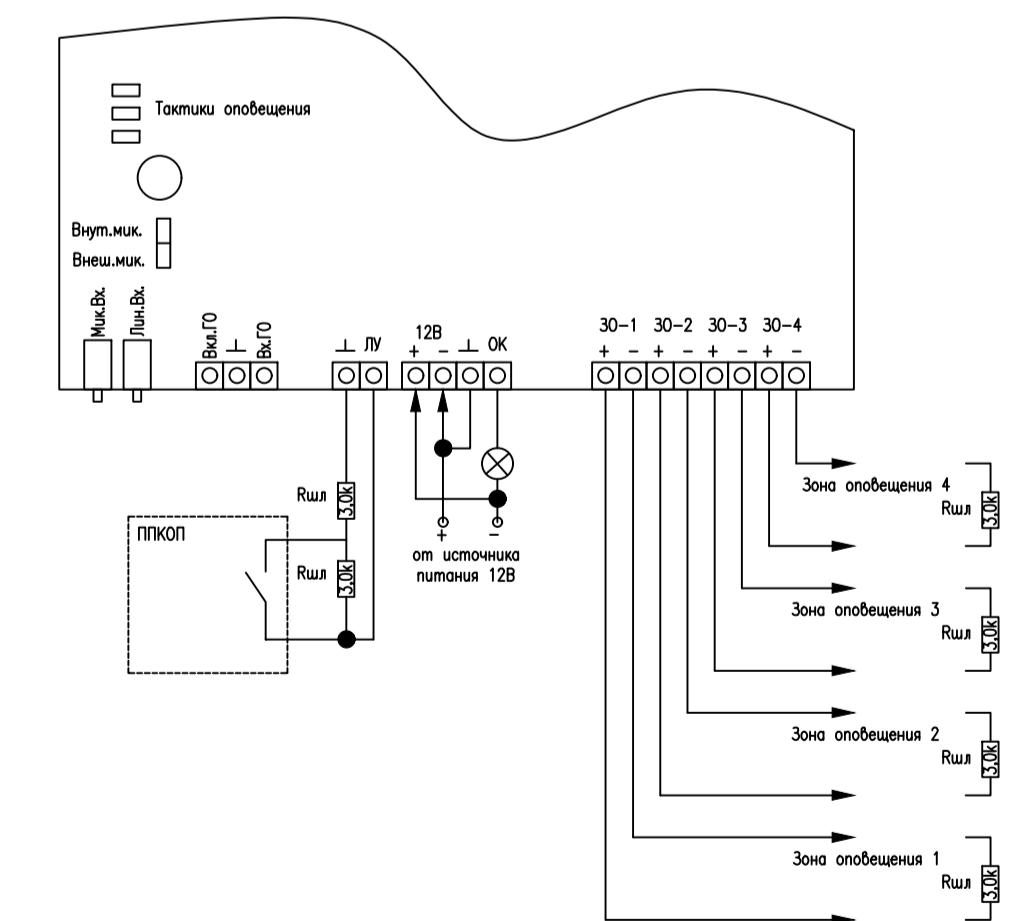 Тактики оповещения
Внут.мик.
Внеш.мик.
Мик.Вх.
Лин.Вх.
Вкл.ГО
⊥
Вх.ГО
⊥ ЛУ
12В
+ − ⊥ ОК
ЗО-1 ЗО-2 ЗО-3 ЗО-4
+ − + − + − + −
ППКОП
Rшл 3,0k
Rшл 3,0k
+ −
от источника
питания 12В
Зона оповещения 4
Rшл 3,0k
Зона оповещения 3
Rшл 3,0k
Зона оповещения 2
Rшл 3,0k
Зона оповещения 1
Rшл 3,0k